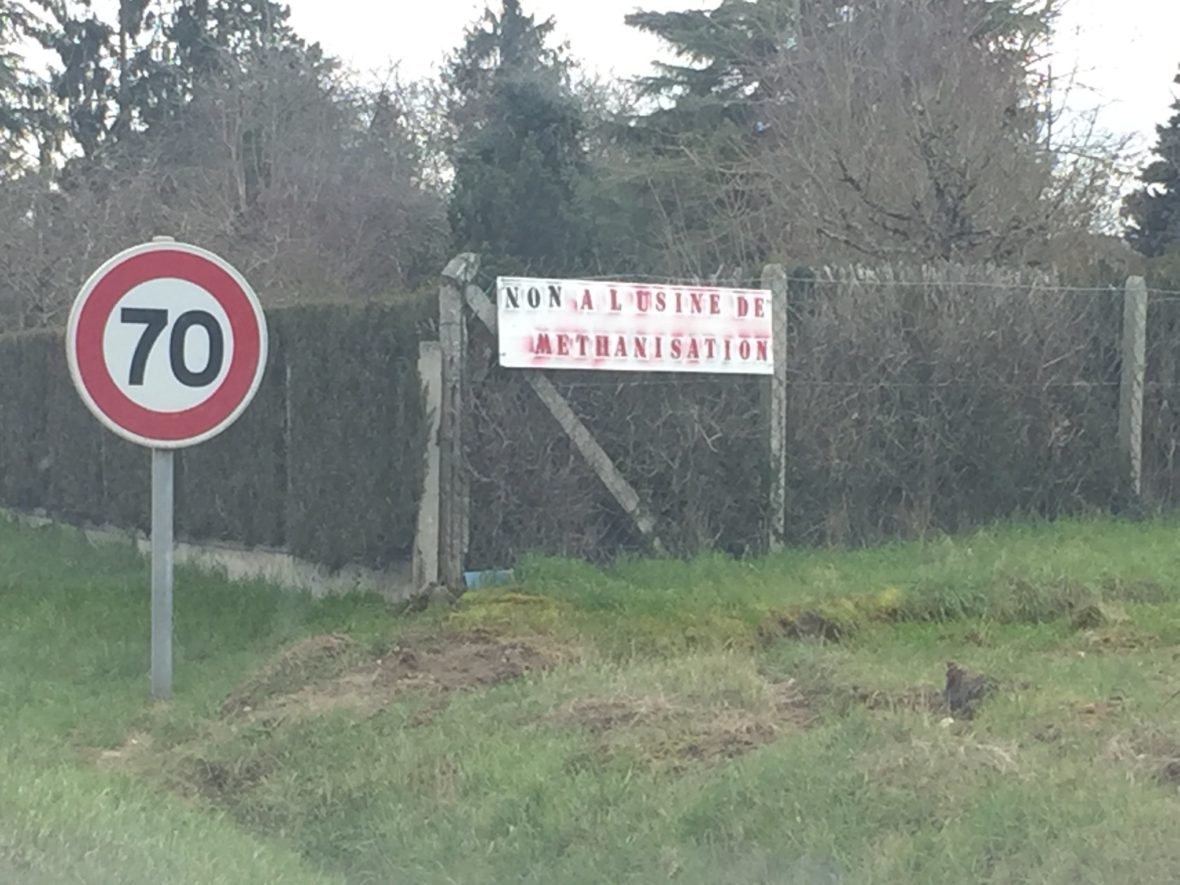 70
NON A L USINE DE
METHANISATION